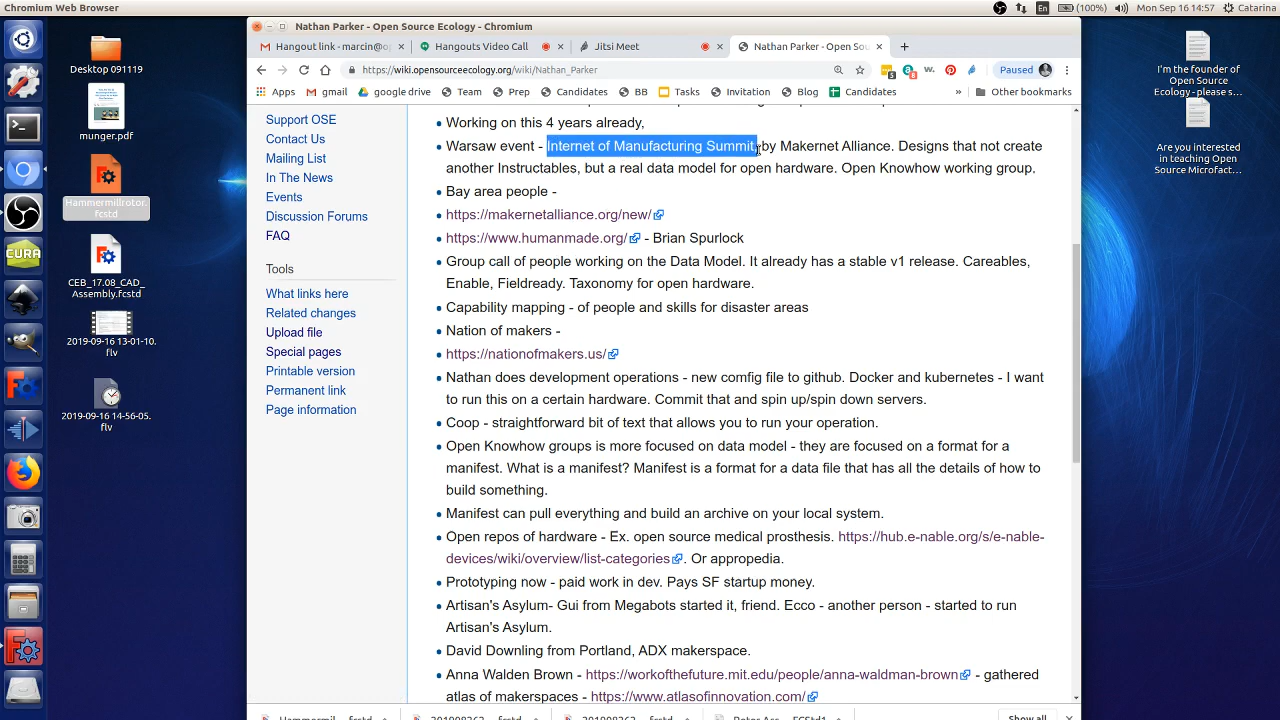 Chromium Web Browser
En
(100%)
Mon Sep 16 14:57
Catarina
Nathan Parker - Open Source Ecology - Chromium
Hangout link - marcin@op
Hangouts Video Call
Jitsi Meet
Nathan Parker - Open Sou
https://wiki.opensourceecology.org/wiki/Nathan_Parker
5
8
w.
Paused
Apps
gmail
google drive
P
Candidates
BB
Tasks
Invitation
B
Candidates
»
Other bookmarks
Desktop 091119
munger.pdf
Hammermillrotor.
fcstd
CEB_17.08_CAD_
Assembly.fcstd
2019-09-16 13-01-10.
flv
2019-09-16 14-56-05.
flv
CURA
I'm the founder of
Open Source
Ecology - please s...
Are you interested
in teaching Open
Source Microfact...
Support OSE
Contact Us
Mailing List
In The News
Events
Discussion Forums
FAQ
Tools
What links here
Related changes
Upload file
Special pages
Printable version
Permanent link
Page information
Working on this 4 years already,
Warsaw event - Internet of Manufacturing Summit, by Makernet Alliance. Designs that not create
another Instructables, but a real data model for open hardware. Open Knowhow working group.
Bay area people -
https://makernetalliance.org/new/
https://www.humanmade.org/ - Brian Spurlock
Group call of people working on the Data Model. It already has a stable v1 release. Careables,
Enable, Fieldready. Taxonomy for open hardware.
Capability mapping - of people and skills for disaster areas
Nation of makers -
https://nationofmakers.us/
Nathan does development operations - new comfig file to github. Docker and kubernetes - I want
to run this on a certain hardware. Commit that and spin up/spin down servers.
Coop - straightforward bit of text that allows you to run your operation.
Open Knowhow groups is more focused on data model - they are focused on a format for a
manifest. What is a manifest? Manifest is a format for a data file that has all the details of how to
build something.
Manifest can pull everything and build an archive on your local system.
Open repos of hardware - Ex. open source medical prosthesis. https://hub.e-nable.org/s/e-nable-
devices/wiki/overview/list-categories . Or appropedia.
Prototyping now - paid work in dev. Pays SF startup money.
Artisan's Asylum- Gui from Megabots started it, friend. Ecco - another person - started to run
Artisan's Asylum.
David Downling from Portland, ADX makerspace.
Anna Walden Brown - https://workofthefuture.mit.edu/people/anna-waldman-brown - gathered
atlas of makerspaces - https://www.atlasofinnovation.com/
Show all